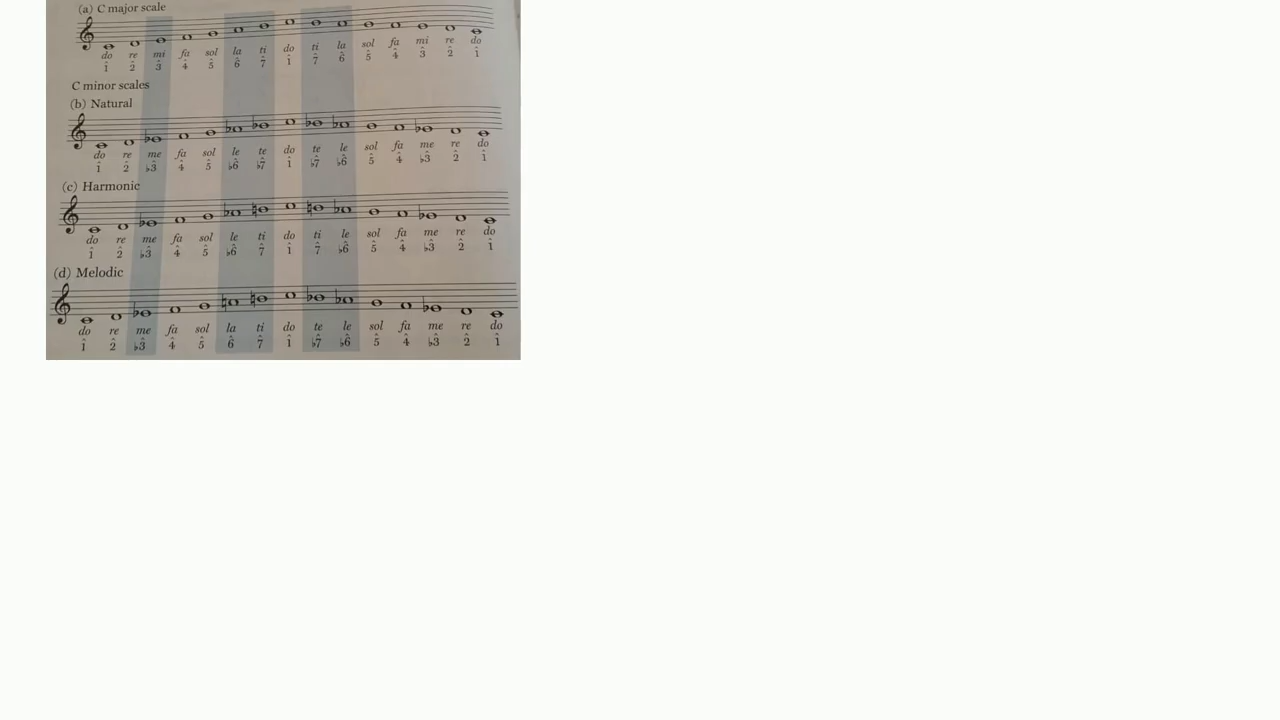 (a) C major scale
do re mi fa sol la ti do ti la sol fa mi re do
1̂ 2̂ 3̂ 4̂ 5̂ 6̂ 7̂ 1̂ 7̂ 6̂ 5̂ 4̂ 3̂ 2̂ 1̂
C minor scales
(b) Natural
do re me fa sol le te do te le sol fa me re do
1̂ 2̂ ♭3̂ 4̂ 5̂ ♭6̂ ♭7̂ 1̂ ♭7̂ ♭6̂ 5̂ 4̂ ♭3̂ 2̂ 1̂
(c) Harmonic
do re me fa sol le ti do ti le sol fa me re do
1̂ 2̂ ♭3̂ 4̂ 5̂ ♭6̂ 7̂ 1̂ 7̂ ♭6̂ 5̂ 4̂ ♭3̂ 2̂ 1̂
(d) Melodic
do re me fa sol la ti do te le sol fa me re do
1̂ 2̂ ♭3̂ 4̂ 5̂ 6̂ 7̂ 1̂ ♭7̂ ♭6̂ 5̂ 4̂ ♭3̂ 2̂ 1̂